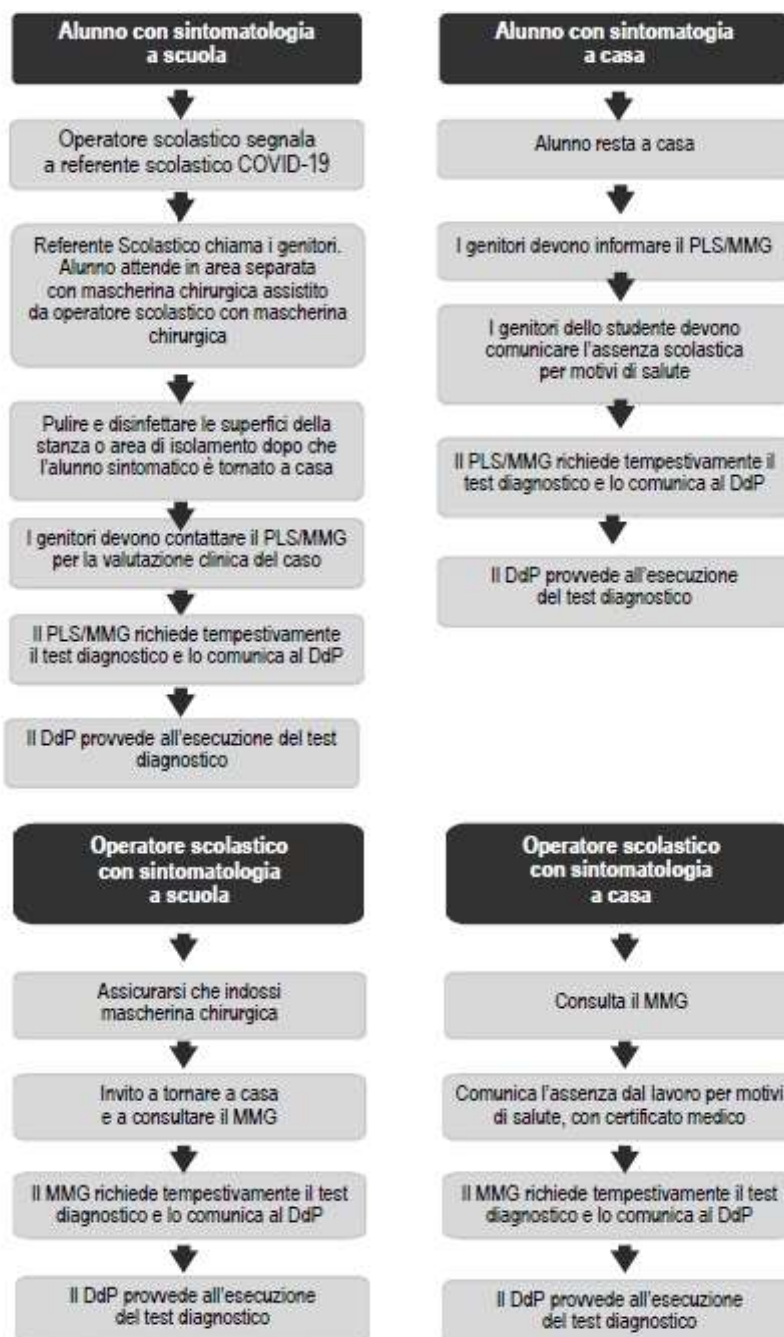 Alunno con sintomatologia
a scuola
Operatore scolastico segnala
a referente scolastico COVID-19
Referente Scolastico chiama i genitori.
Alunno attende in area separata
con mascherina chirurgica assistito
da operatore scolastico con mascherina
chirurgica
Pulire e disinfettare le superfici della
stanza o area di isolamento dopo che
l'alunno sintomatico è tornato a casa
I genitori devono contattare il PLS/MMG
per la valutazione clinica del caso
Il PLS/MMG richiede tempestivamente
il test diagnostico e lo comunica al DdP
Il DdP provvede all'esecuzione del test
diagnostico
Alunno con sintomatogia
a casa
Alunno resta a casa
I genitori devono informare il PLS/MMG
I genitori dello studente devono
comunicare l'assenza scolastica
per motivi di salute
Il PLS/MMG richiede tempestivamente il
test diagnostico e lo comunica al DdP
Il DdP provvede all'esecuzione
del test diagnostico
Operatore scolastico
con sintomatologia
a scuola
Assicurarsi che indossi
mascherina chirurgica
Invito a tornare a casa
e a consultare il MMG
Il MMG richiede tempestivamente il test
diagnostico e lo comunica al DdP
Il DdP provvede all'esecuzione
del test diagnostico
Operatore scolastico
con sintomatologia
a casa
Consulta il MMG
Comunica l'assenza dal lavoro per motivi
di salute, con certificato medico
Il MMG richiede tempestivamente il test
diagnostico e lo comunica al DdP
Il DdP provvede all'esecuzione
del test diagnostico